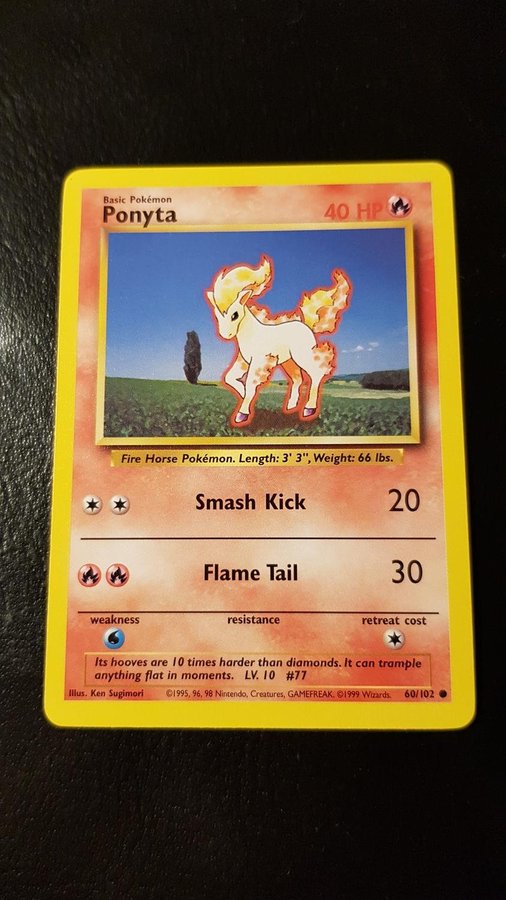 Basic Pokémon
Ponyta
40 HP
Fire Horse Pokémon. Length: 3' 3", Weight: 66 lbs.
Smash Kick 20
Flame Tail 30
weakness resistance retreat cost
Its hooves are 10 times harder than diamonds. It can trample
anything flat in moments. LV. 10 #77
Illus. Ken Sugimori ©1995, 96, 98 Nintendo, Creatures, GAMEFREAK. ©1999 Wizards. 60/102